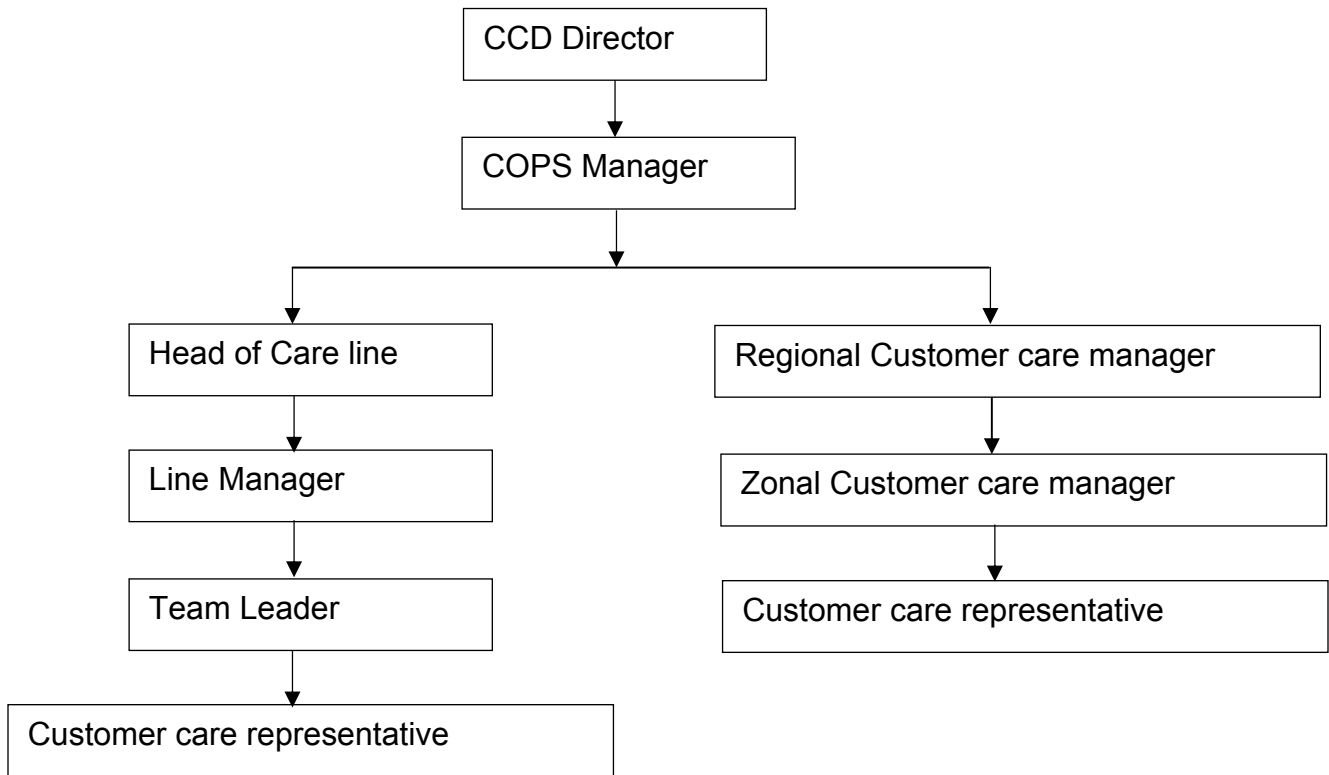 CCD Director
COPS Manager
Head of Care line
Regional Customer care manager
Line Manager
Zonal Customer care manager
Team Leader
Customer care representative
Customer care representative